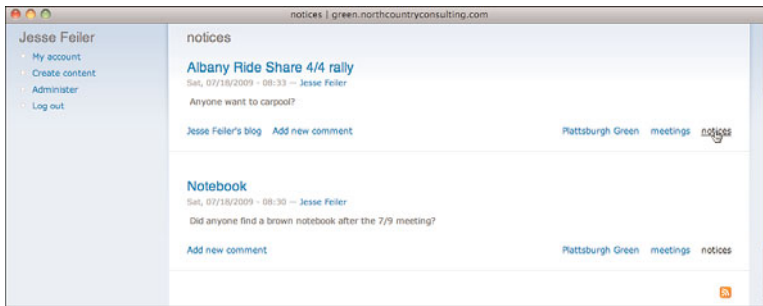 notices | green.northcountryconsulting.com
Jesse Feiler
My account
Create content
Administer
Log out
notices
Albany Ride Share 4/4 rally
Sat, 07/18/2009 - 08:33 — Jesse Feiler
Anyone want to carpool?
Jesse Feiler's blog Add new comment Plattsburgh Green meetings notices
Notebook
Sat, 07/18/2009 - 08:30 — Jesse Feiler
Did anyone find a brown notebook after the 7/9 meeting?
Add new comment Plattsburgh Green meetings notices